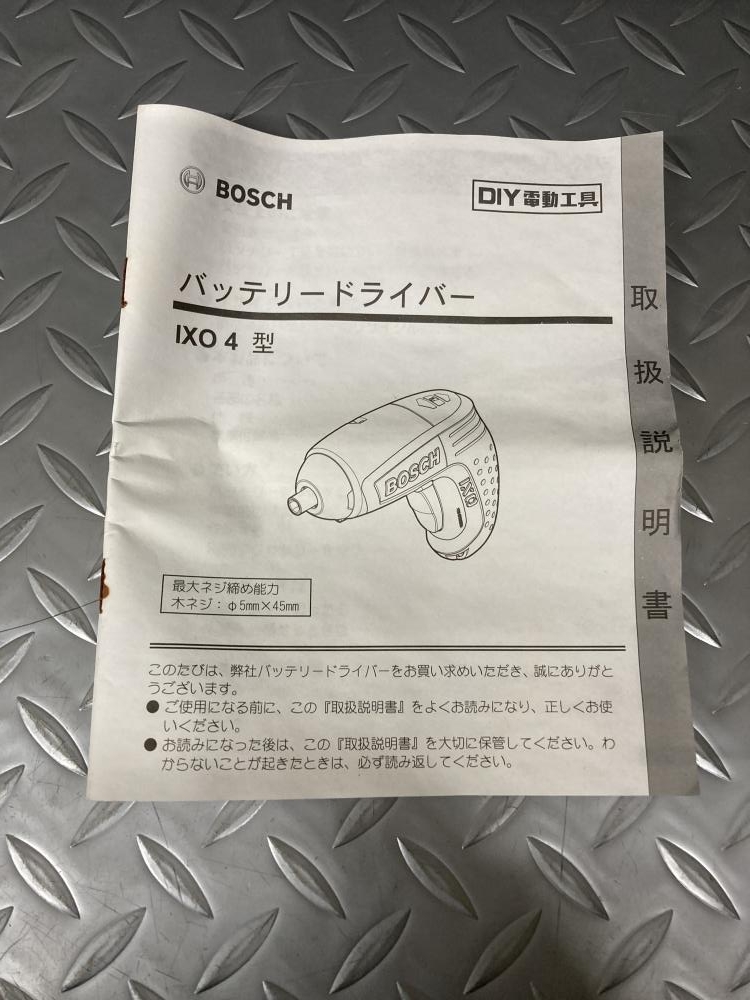 BOSCH
DIY電動工具
バッテリードライバー
IXO 4 型
取扱説明書
BOSCH
IXO
最大ネジ締め能力
木ネジ：φ5mm×45mm
このたびは、弊社バッテリードライバーをお買い求めいただき、誠にありがと
うございます。
● ご使用になる前に、この『取扱説明書』をよくお読みになり、正しくお使
いください。
● お読みになった後は、この『取扱説明書』を大切に保管してください。わ
からないことが起きたときは、必ず読み返してください。